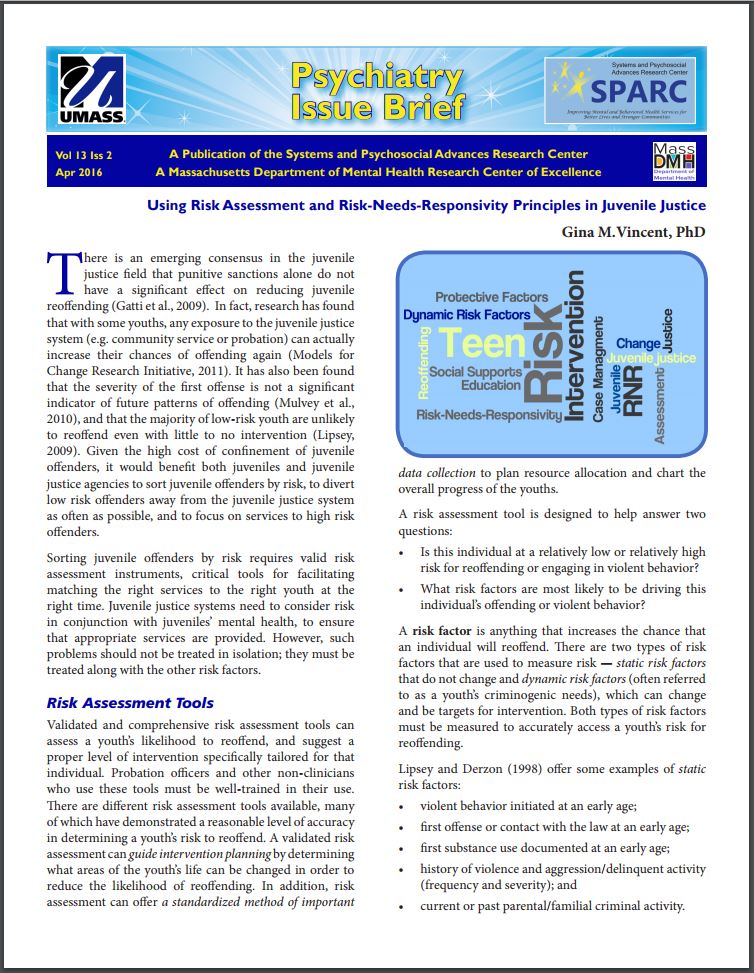 UMASS
Psychiatry
Issue Brief
Systems and Psychosocial
Advances Research Center
SPARC
Improving Mental and Behavioral Health Services for
Better Lives and Stronger Communities
Vol 13 Iss 2
Apr 2016
A Publication of the Systems and Psychosocial Advances Research Center
A Massachusetts Department of Mental Health Research Center of Excellence
Mass
DMH
Department of
Mental Health
Using Risk Assessment and Risk-Needs-Responsivity Principles in Juvenile Justice
Gina M.Vincent, PhD
There is an emerging consensus in the juvenile
justice field that punitive sanctions alone do not
have a significant effect on reducing juvenile
reoffending (Gatti et al., 2009). In fact, research has found
that with some youths, any exposure to the juvenile justice
system (e.g. community service or probation) can actually
increase their chances of offending again (Models for
Change Research Initiative, 2011). It has also been found
that the severity of the first offense is not a significant
indicator of future patterns of offending (Mulvey et al.,
2010), and that the majority of low-risk youth are unlikely
to reoffend even with little to no intervention (Lipsey,
2009). Given the high cost of confinement of juvenile
offenders, it would benefit both juveniles and juvenile
justice agencies to sort juvenile offenders by risk, to divert
low risk offenders away from the juvenile justice system
as often as possible, and to focus on services to high risk
offenders.
Sorting juvenile offenders by risk requires valid risk
assessment instruments, critical tools for facilitating
matching the right services to the right youth at the
right time. Juvenile justice systems need to consider risk
in conjunction with juveniles' mental health, to ensure
that appropriate services are provided. However, such
problems should not be treated in isolation; they must be
treated along with the other risk factors.
Risk Assessment Tools
Validated and comprehensive risk assessment tools can
assess a youth's likelihood to reoffend, and suggest a
proper level of intervention specifically tailored for that
individual. Probation officers and other non-clinicians
who use these tools must be well-trained in their use.
There are different risk assessment tools available, many
of which have demonstrated a reasonable level of accuracy
in determining a youth's risk to reoffend. A validated risk
assessment can guide intervention planning by determining
what areas of the youth's life can be changed in order to
reduce the likelihood of reoffending. In addition, risk
assessment can offer a standardized method of important
Protective Factors
Dynamic Risk Factors
Reoffending
Teen
Social Supports
Education
Risk-Needs-Responsivity
Risk
Intervention
Case Managment
Change
Justice
Juvenile justice
Juvenile
RNR
Assessment
data collection to plan resource allocation and chart the
overall progress of the youths.
A risk assessment tool is designed to help answer two
questions:
• Is this individual at a relatively low or relatively high
risk for reoffending or engaging in violent behavior?
• What risk factors are most likely to be driving this
individual's offending or violent behavior?
A risk factor is anything that increases the chance that
an individual will reoffend. There are two types of risk
factors that are used to measure risk — static risk factors
that do not change and dynamic risk factors (often referred
to as a youth's criminogenic needs), which can change
and be targets for intervention. Both types of risk factors
must be measured to accurately access a youth's risk for
reoffending.
Lipsey and Derzon (1998) offer some examples of static
risk factors:
• violent behavior initiated at an early age;
• first offense or contact with the law at an early age;
• first substance use documented at an early age;
• history of violence and aggression/delinquent activity
(frequency and severity); and
• current or past parental/familial criminal activity.